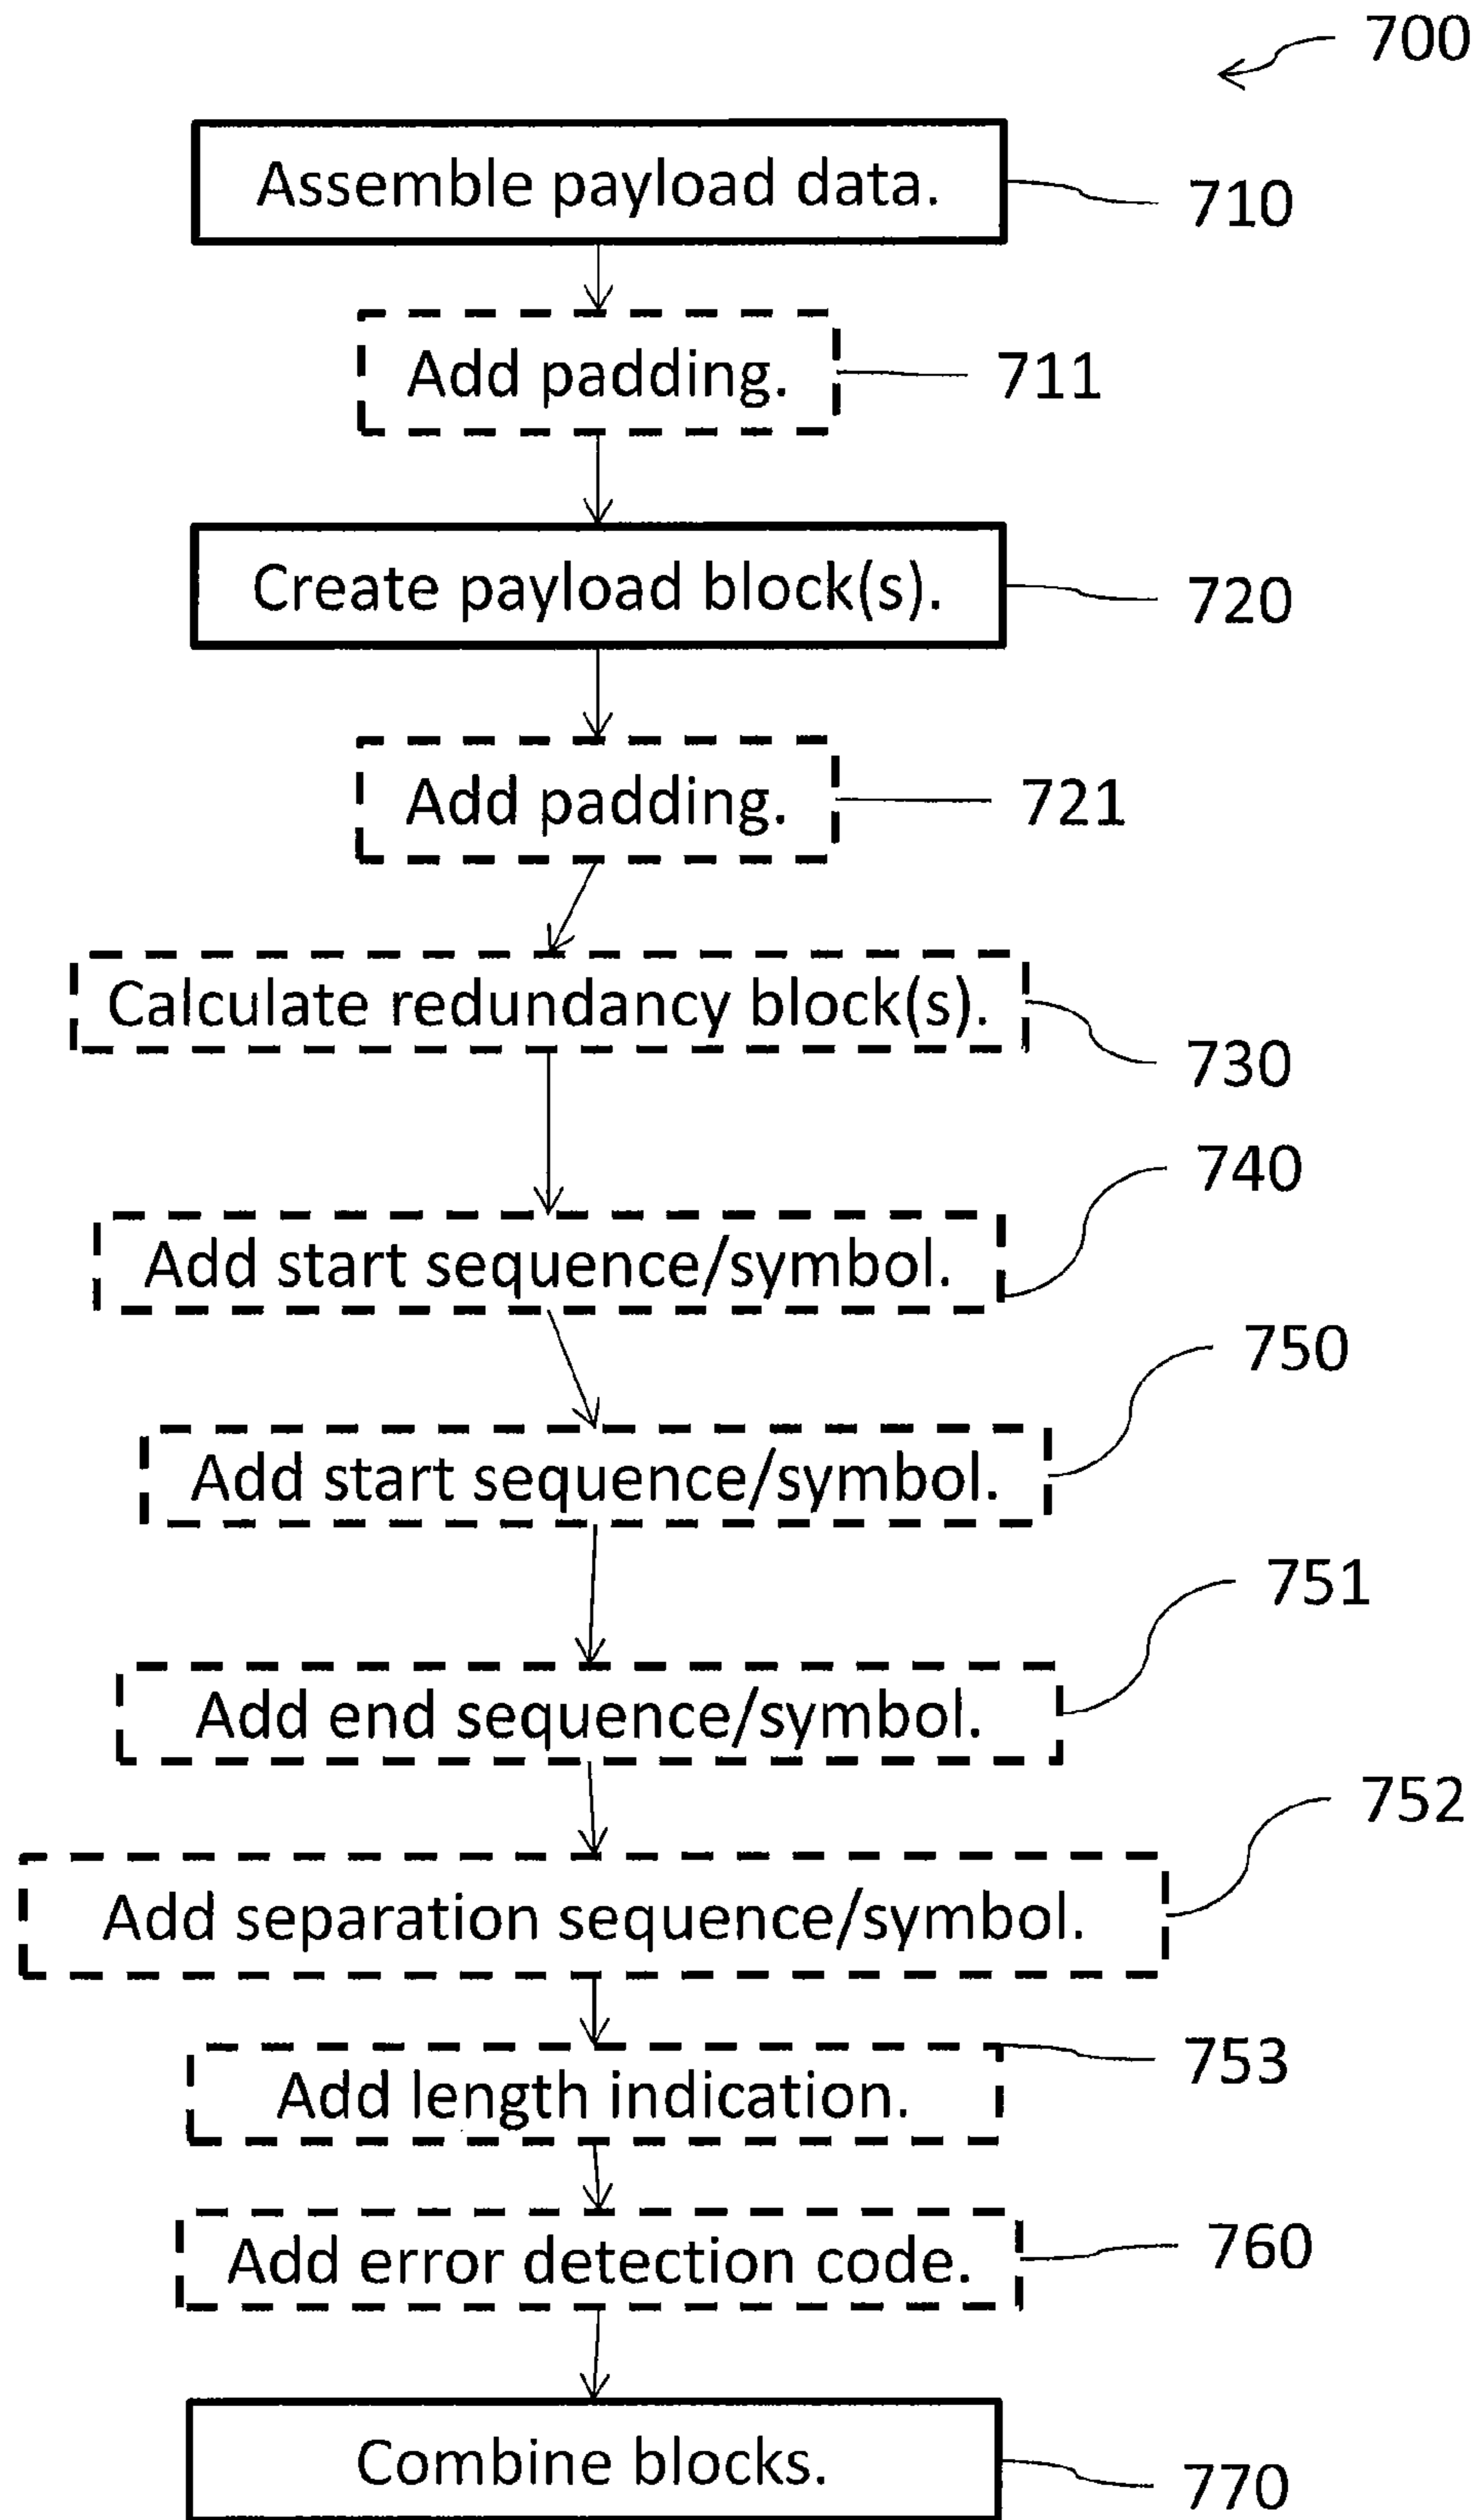 700
Assemble payload data.
710
Add padding.
711
Create payload block(s).
720
Add padding.
721
Calculate redundancy block(s).
730
740
Add start sequence/symbol.
750
Add start sequence/symbol.
751
Add end sequence/symbol.
752
Add separation sequence/symbol.
753
Add length indication.
760
Add error detection code.
Combine blocks.
770